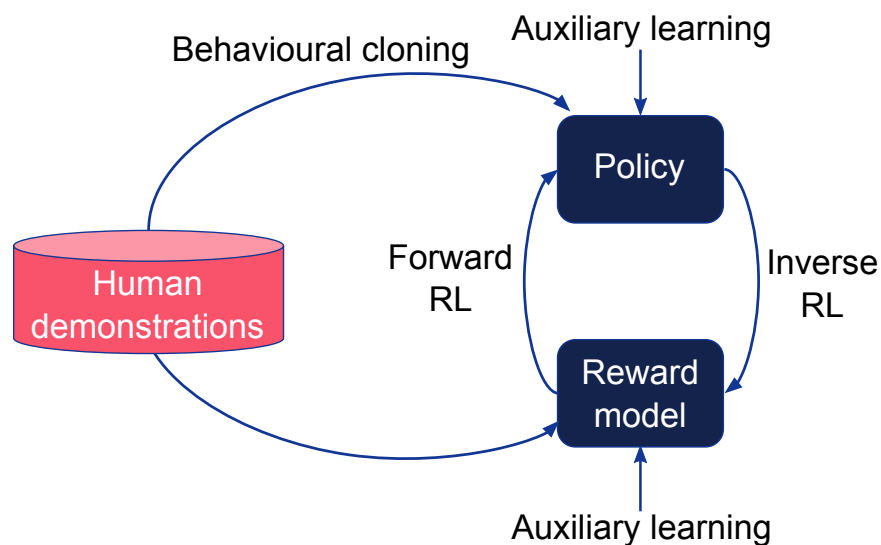 Auxiliary learning
Behavioural cloning
Policy
Forward
RL
Inverse
RL
Human
demonstrations
Reward
model
Auxiliary learning